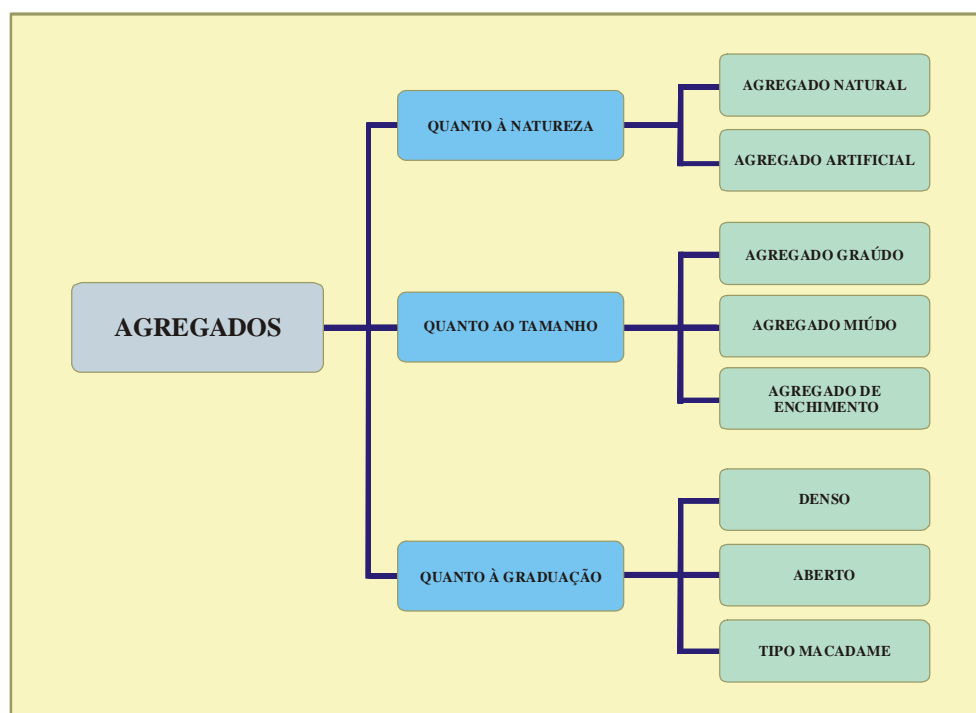 AGREGADOS
QUANTO À NATUREZA
AGREGADO NATURAL
AGREGADO ARTIFICIAL
QUANTO AO TAMANHO
AGREGADO GRAÚDO
AGREGADO MIÚDO
AGREGADO DE
ENCHIMENTO
QUANTO À GRADUAÇÃO
DENSO
ABERTO
TIPO MACADAME